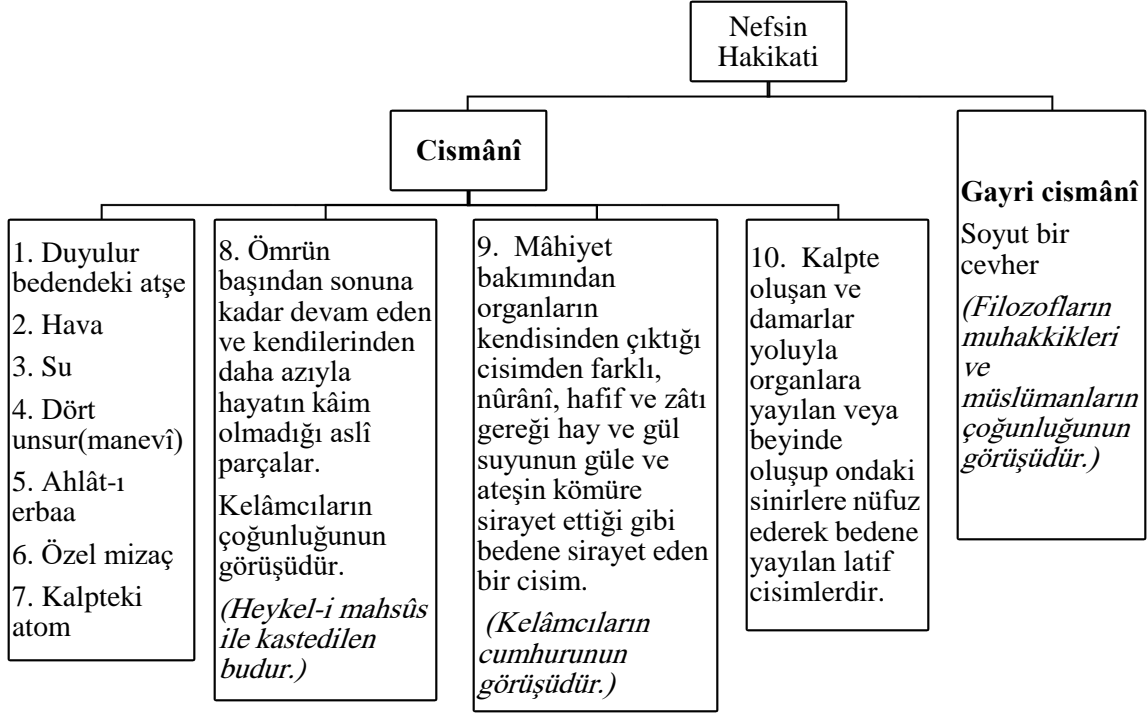 Nefsin
Hakikati
Cismânî
1. Duyulur
bedendeki atşe
2. Hava
3. Su
4. Dört
unsur(manevî)
5. Ahlât-ı
erbaa
6. Özel mizaç
7. Kalpteki
atom
8. Ömrün
başından sonuna
kadar devam eden
ve kendilerinden
daha azıyla
hayatın kâim
olmadığı aslî
parçalar.
Kelâmcıların
çoğunluğunun
görüşüdür.
(Heykel-i mahsûs
ile kastedilen
budur.)
9. Mâhiyet
bakımından
organların
kendisinden çıktığı
cisimden farklı,
nûrânî, hafif ve zâtı
gereği hay ve gül
suyunun güle ve
ateşin kömüre
sirayet ettiği gibi
bedene sirayet eden
bir cisim.
(Kelâmcıların
cumhurunun
görüşüdür.)
10. Kalpte
oluşan ve
damarlar
yoluyla
organlara
yayılan veya
beyinde
oluşup ondaki
sinirlere nüfuz
ederek bedene
yayılan latif
cisimlerdir.
Gayri cismânî
Soyut bir
cevher
(Filozofların
muhakkikleri
ve
müslümanların
çoğunluğunun
görüşüdür.)